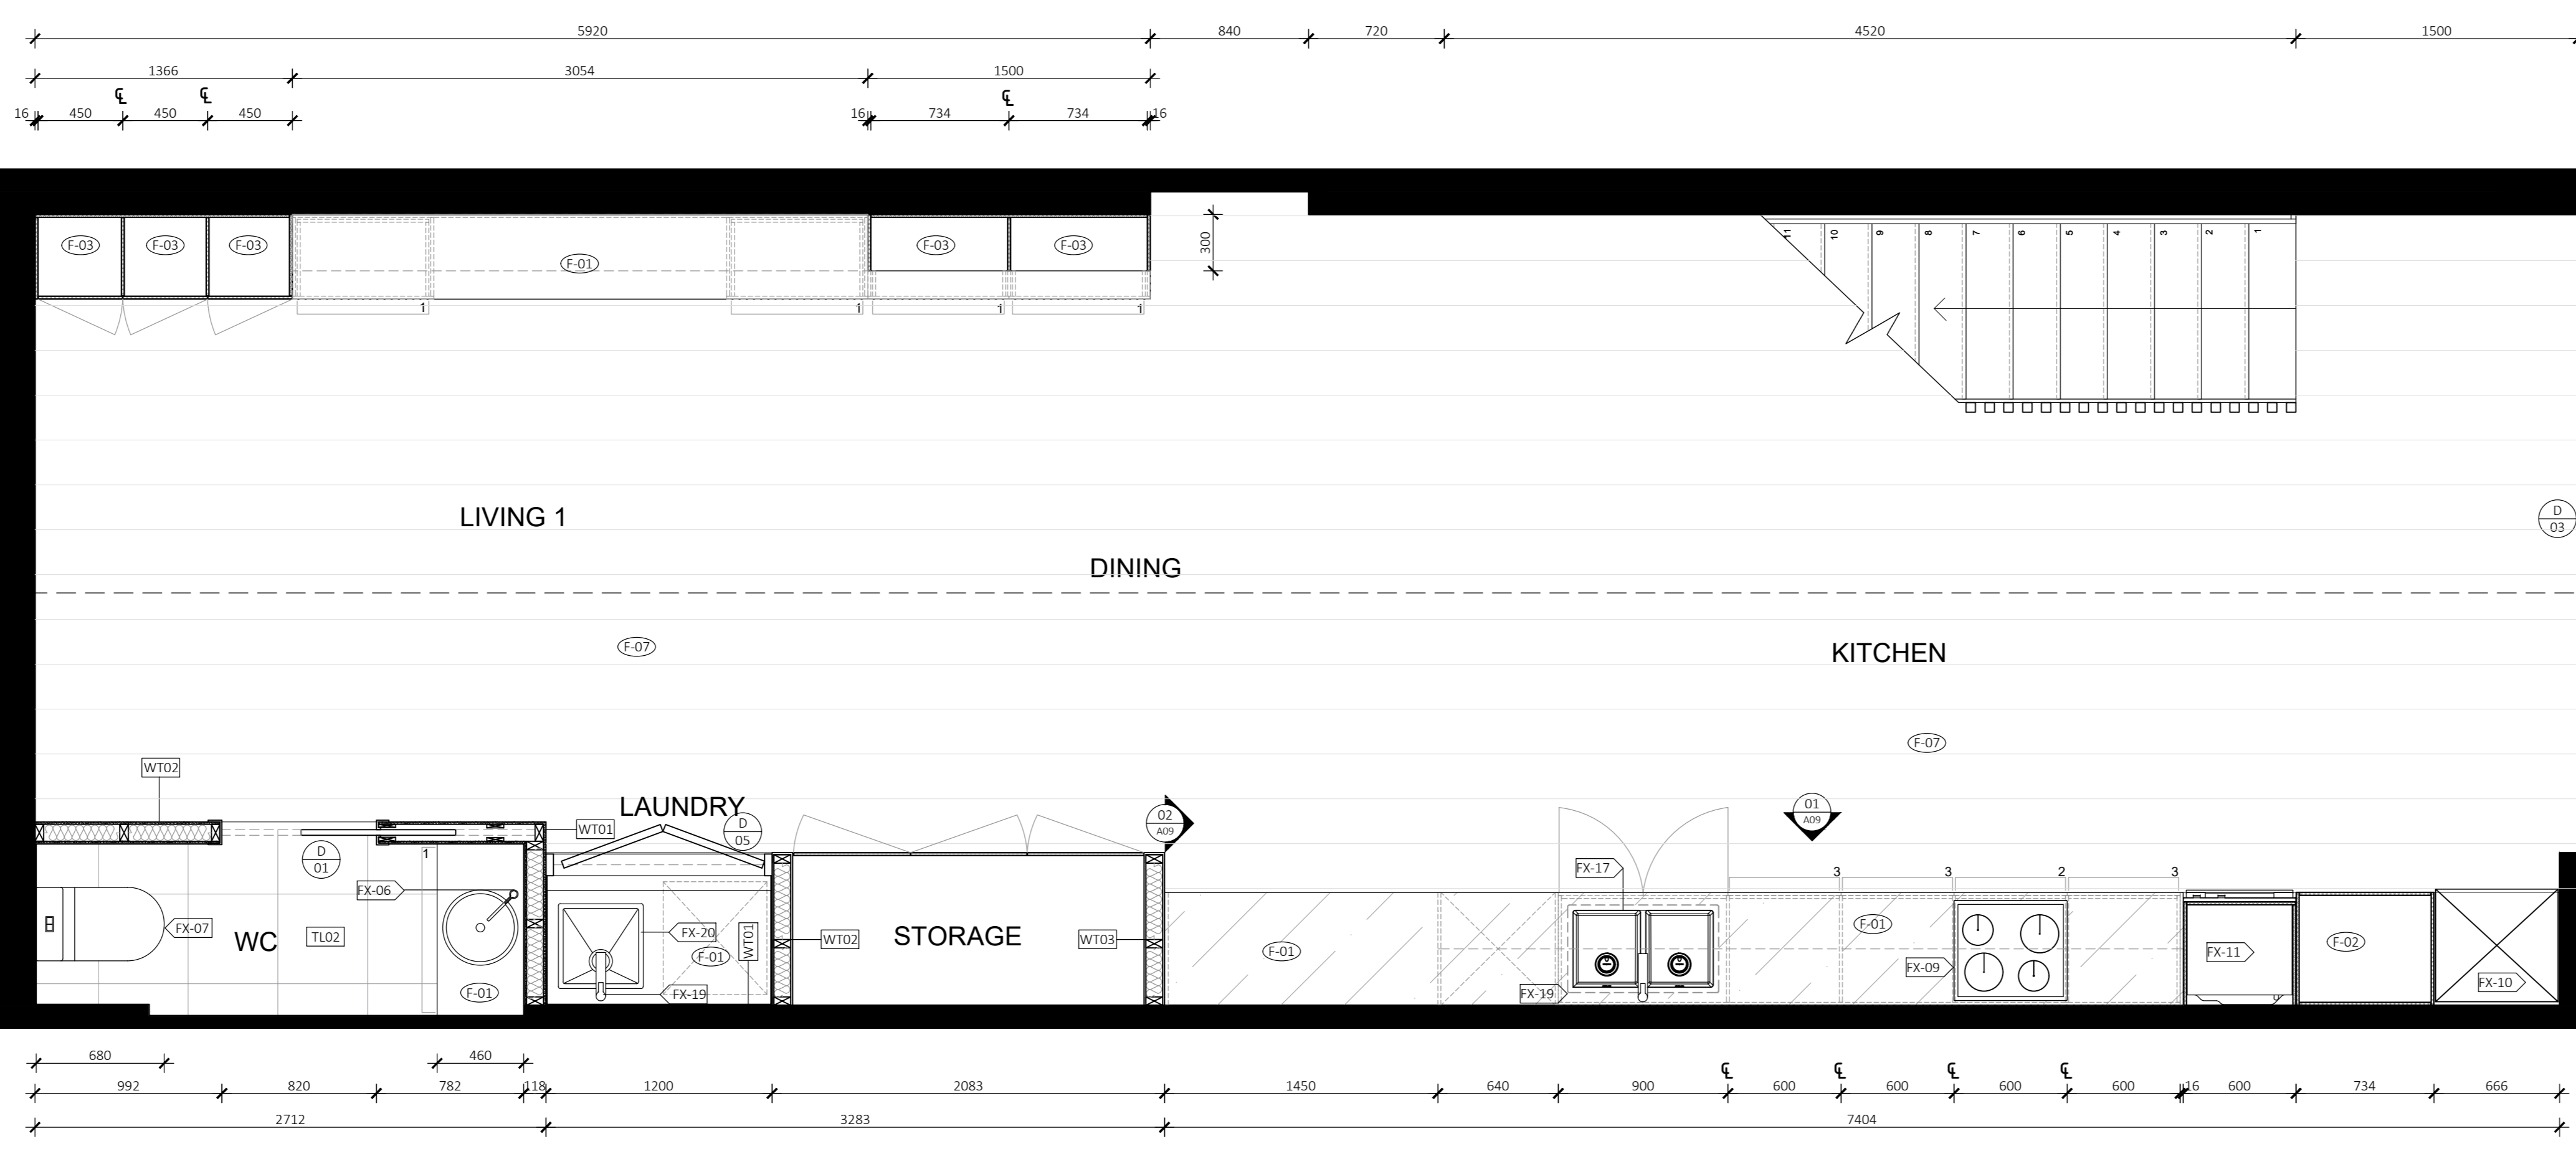 5920 840 720 4520 1500
1366 3054 1500
℄ ℄ ℄
16 450 450 450 16 734 734 16
F-03 F-03 F-03 F-01 F-03 F-03 300
1 1 1 1
11 10 9 8 7 6 5 4 3 2 1
LIVING 1
D
03
DINING
F-07
KITCHEN
F-07
WT02
LAUNDRY
WT01
D
05
02
A09
01
A09
D
01
1
FX-06
FX-07
WC
TL02
F-01
FX-20
F-01
WT01
FX-19
WT02
STORAGE
WT03
F-01
FX-17
FX-19
3 3 2 3
F-01
FX-09
FX-11
F-02
FX-10
680 460
℄ ℄ ℄ ℄
992 820 782 118 1200 2083 1450 640 900 600 600 600 600 16 600 734 666
2712 3283 7404